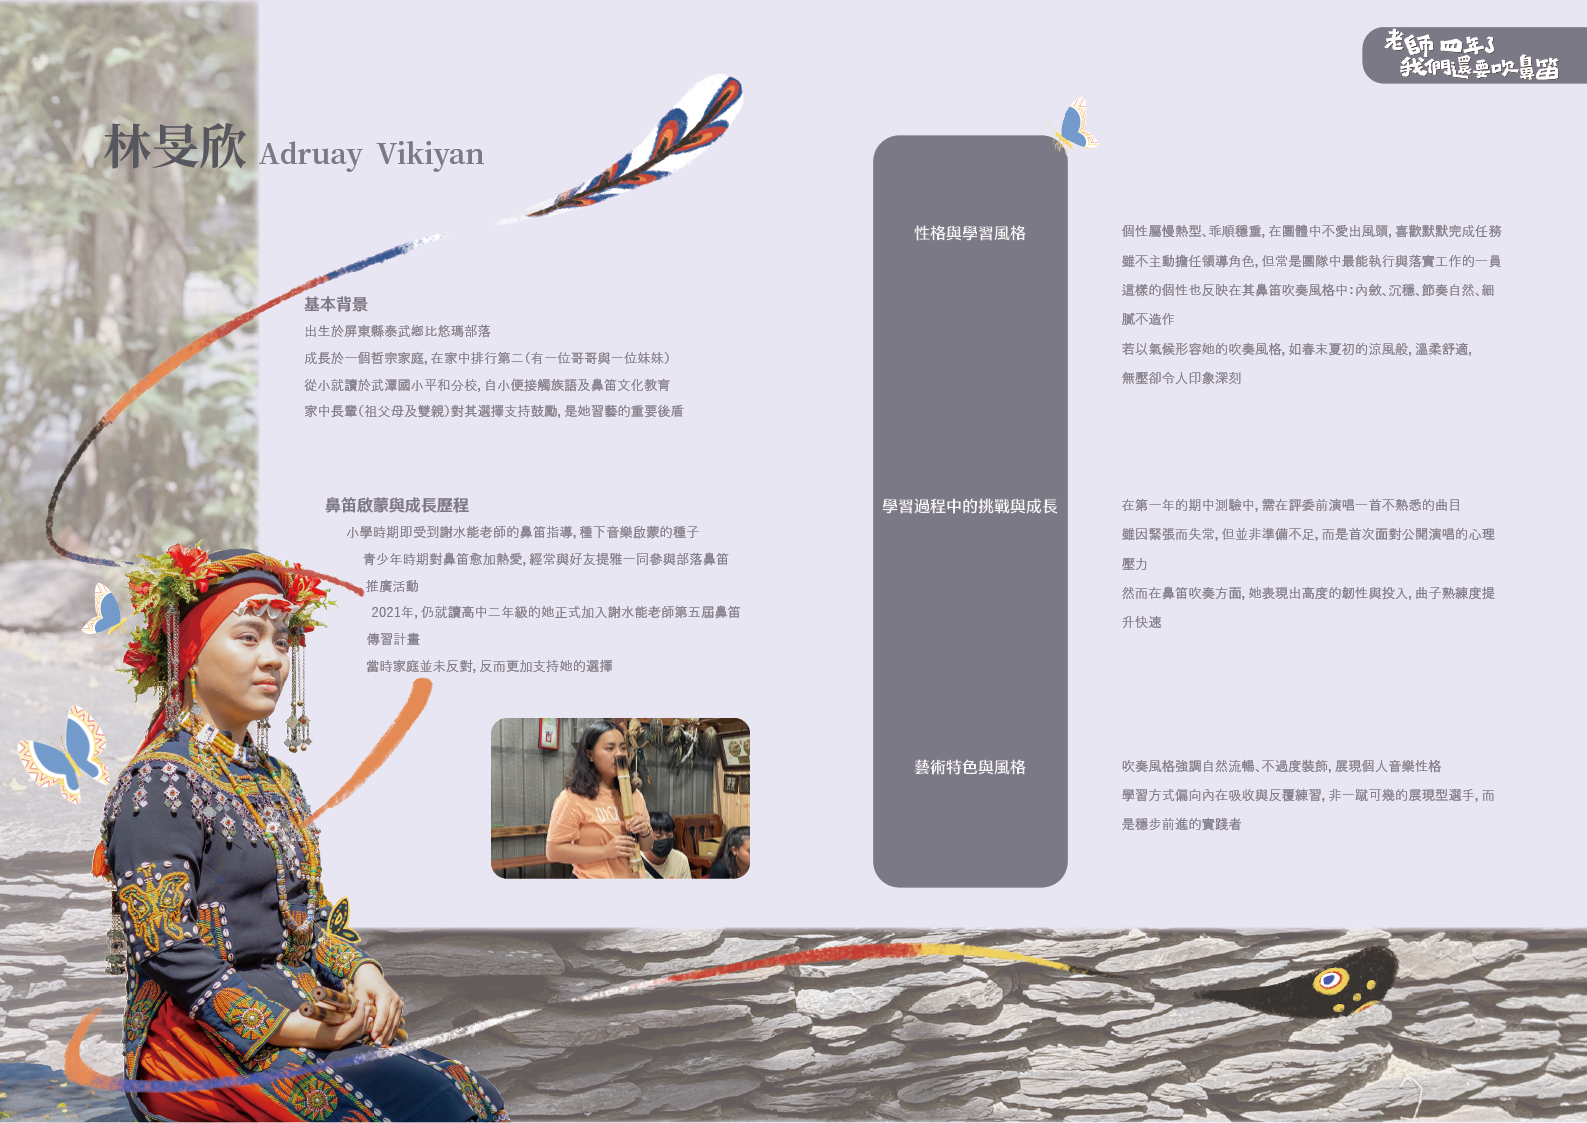 老師 四年了
我們還要吹鼻笛
林旻欣 Adruay Vikiyan
基本背景
出生於屏東縣泰武鄉比悠瑪部落
成長於一個哲宗家庭, 在家中排行第二(有一位哥哥與一位妹妹)
從小就讀於武潭國小平和分校, 自小便接觸族語及鼻笛文化教育
家中長輩(祖父母及雙親)對其選擇支持鼓勵, 是她習藝的重要後盾
鼻笛啟蒙與成長歷程
小學時期即受到謝水能老師的鼻笛指導, 種下音樂啟蒙的種子
青少年時期對鼻笛愈加熱愛, 經常與好友提雅一同參與部落鼻笛
推廣活動
2021年, 仍就讀高中二年級的她正式加入謝水能老師第五屆鼻笛
傳習計畫
當時家庭並未反對, 反而更加支持她的選擇
性格與學習風格
個性屬慢熱型、乖順穩重, 在團體中不愛出風頭, 喜歡默默完成任務
雖不主動擔任領導角色, 但常是團隊中最能執行與落實工作的一員
這樣的個性也反映在其鼻笛吹奏風格中：內斂、沉穩、節奏自然、細
膩不造作
若以氣候形容她的吹奏風格, 如春末夏初的涼風般, 溫柔舒適,
無壓卻令人印象深刻
學習過程中的挑戰與成長
在第一年的期中測驗中, 需在評委前演唱一首不熟悉的曲目
雖因緊張而失常, 但並非準備不足, 而是首次面對公開演唱的心理
壓力
然而在鼻笛吹奏方面, 她表現出高度的韌性與投入, 曲子熟練度提
升快速
藝術特色與風格
吹奏風格強調自然流暢、不過度裝飾, 展現個人音樂性格
學習方式偏向內在吸收與反覆練習, 非一蹴可幾的展現型選手, 而
是穩步前進的實踐者